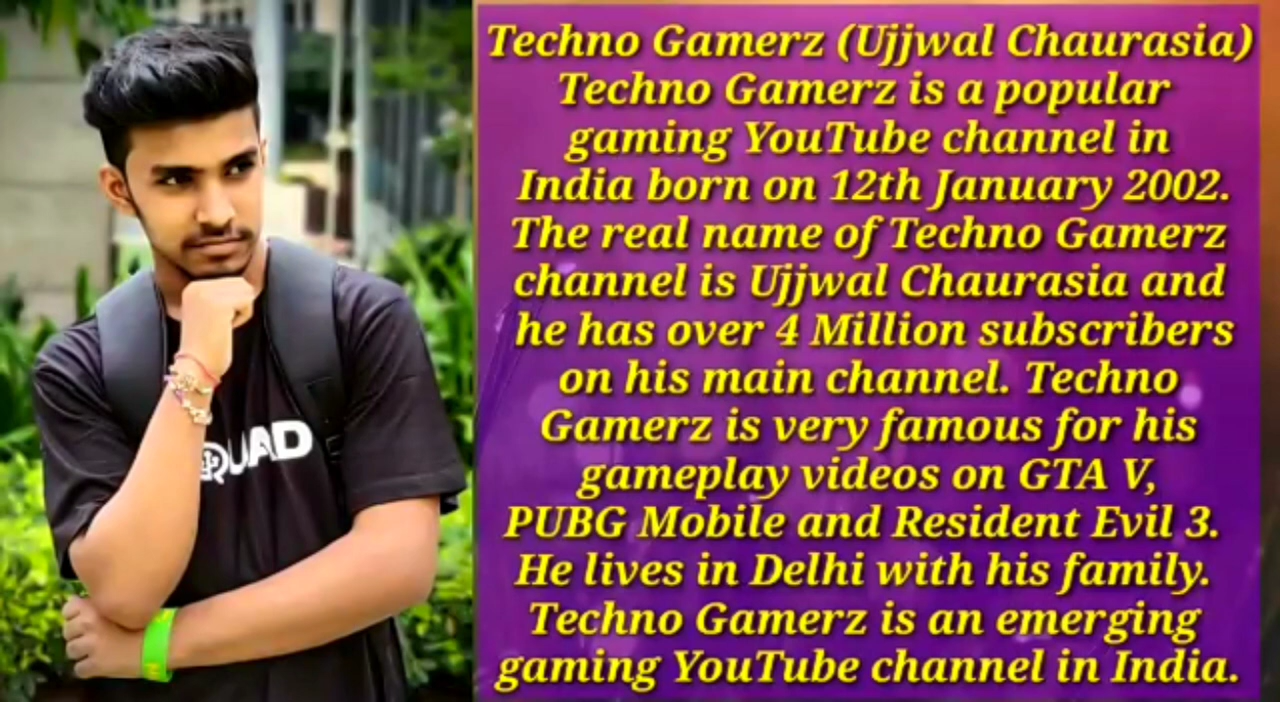 Techno Gamerz (Ujjwal Chaurasia)
Techno Gamerz is a popular
gaming YouTube channel in
India born on 12th January 2002.
The real name of Techno Gamerz
channel is Ujjwal Chaurasia and
he has over 4 Million subscribers
on his main channel. Techno
Gamerz is very famous for his
gameplay videos on GTA V,
PUBG Mobile and Resident Evil 3.
He lives in Delhi with his family.
Techno Gamerz is an emerging
gaming YouTube channel in India.
QUAD